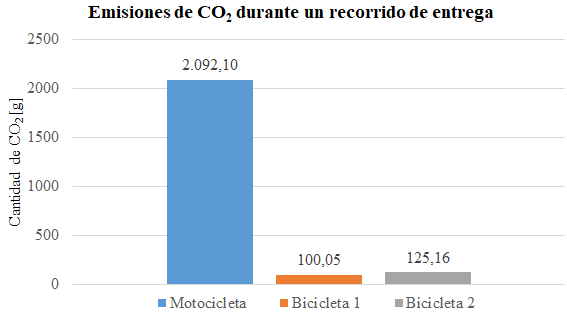 Emisiones de CO₂ durante un recorrido de entrega
Cantidad de CO₂ [g]
2500
2000
1500
1000
500
0
2.092,10
100,05
125,16
Motocicleta
Bicicleta 1
Bicicleta 2